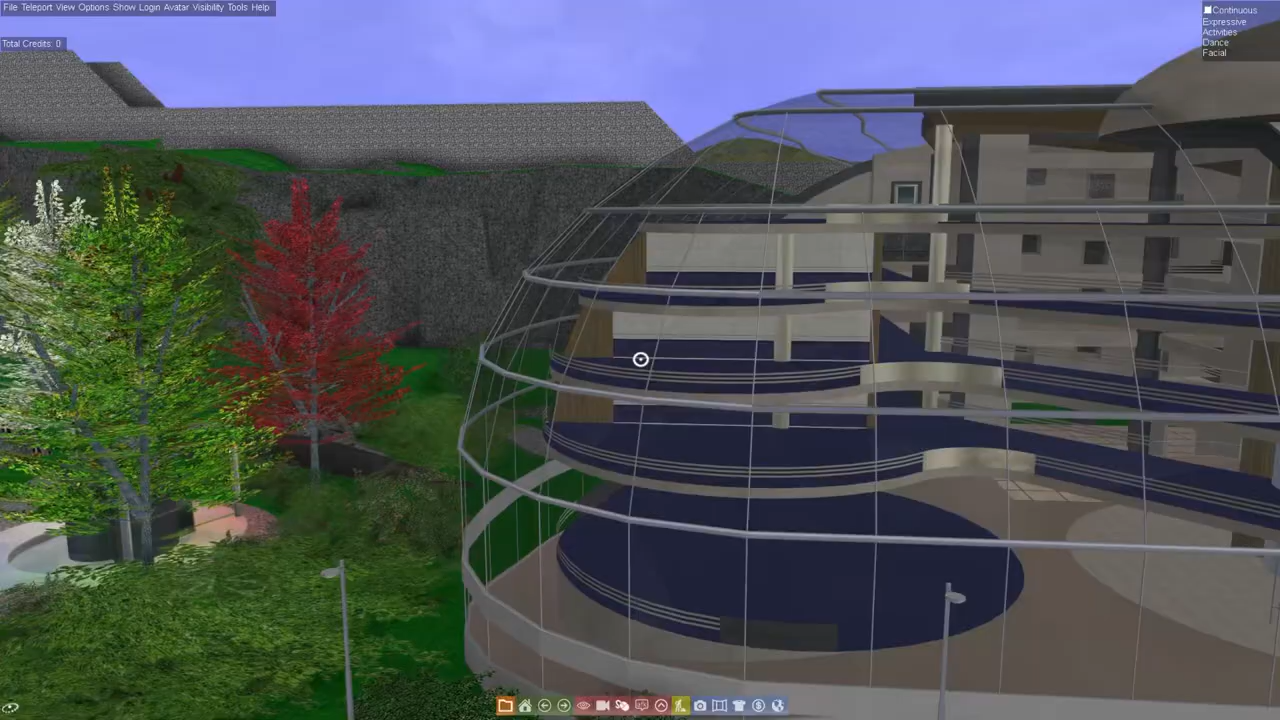 File Teleport View Options Show Login Avatar Visibility Tools Help
Continuous
Expressive
Activities
Dance
Facial
Total Credits: 0